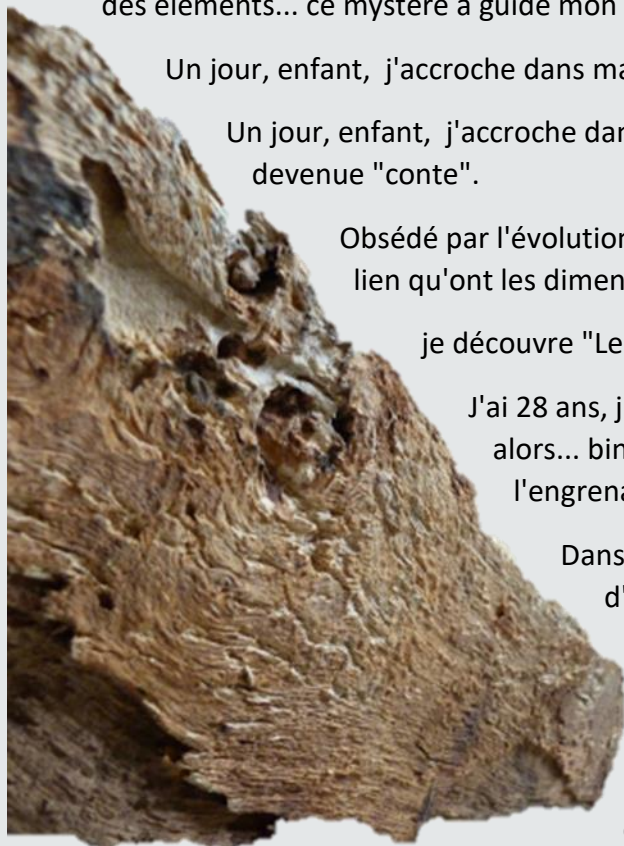 des éléments... ce mystère a guidé mon
Un jour, enfant, j'accroche dans ma
Un jour, enfant, j'accroche dan
devenue "conte".
Obsédé par l'évolution
lien qu'ont les dimen
je découvre "Le
J'ai 28 ans, j
alors... bin
l'engrena
Dans
d'